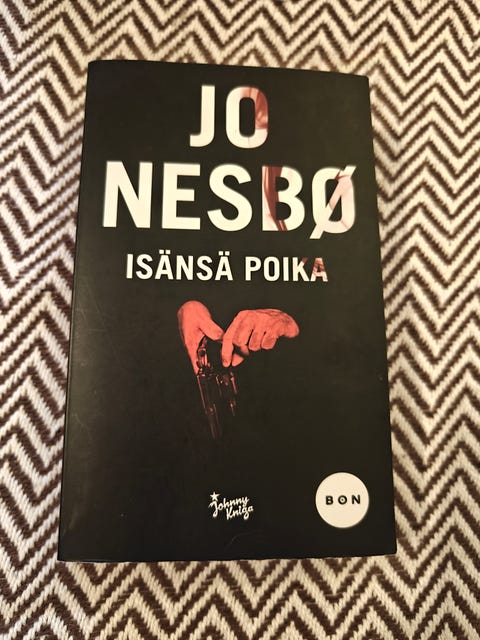 JO
NESBØ
ISÄNSÄ POIKA
Johnny
Kniga
BON